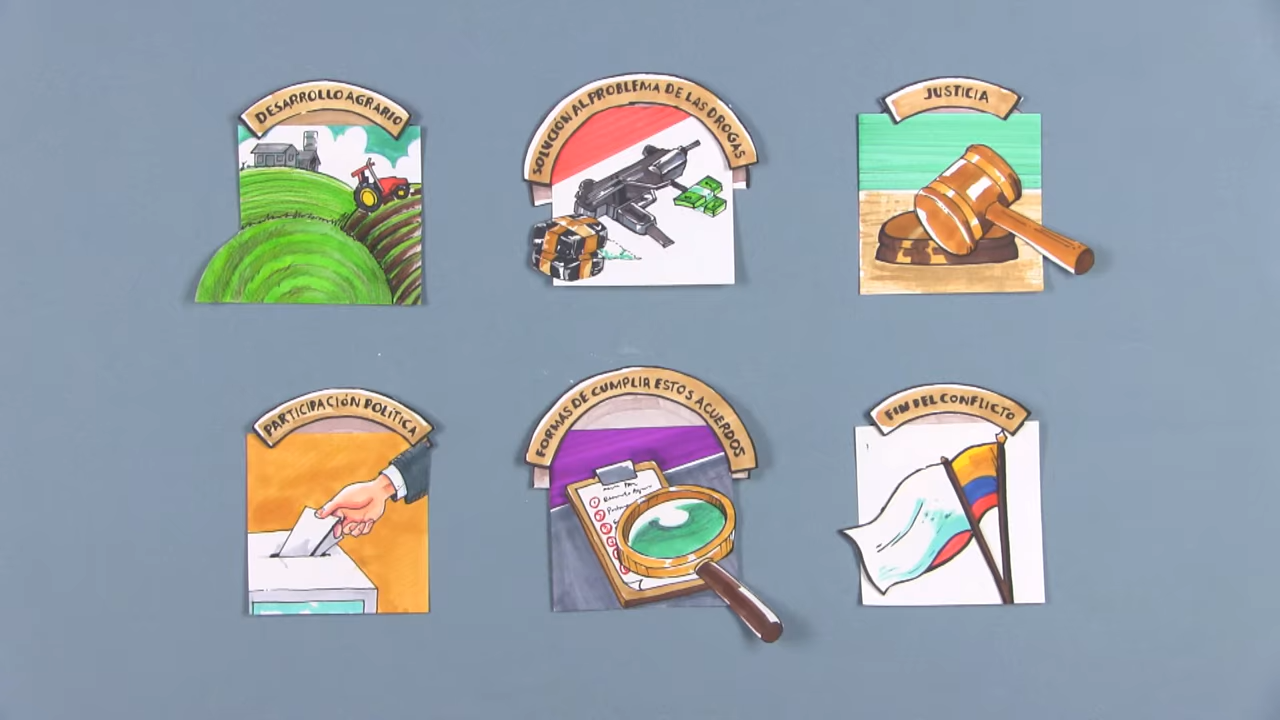 DESARROLLO AGRARIO
SOLUCIÓN AL PROBLEMA DE LAS DROGAS
JUSTICIA
PARTICIPACIÓN POLÍTICA
FORMAS DE CUMPLIR ESTOS ACUERDOS
FIN DEL CONFLICTO